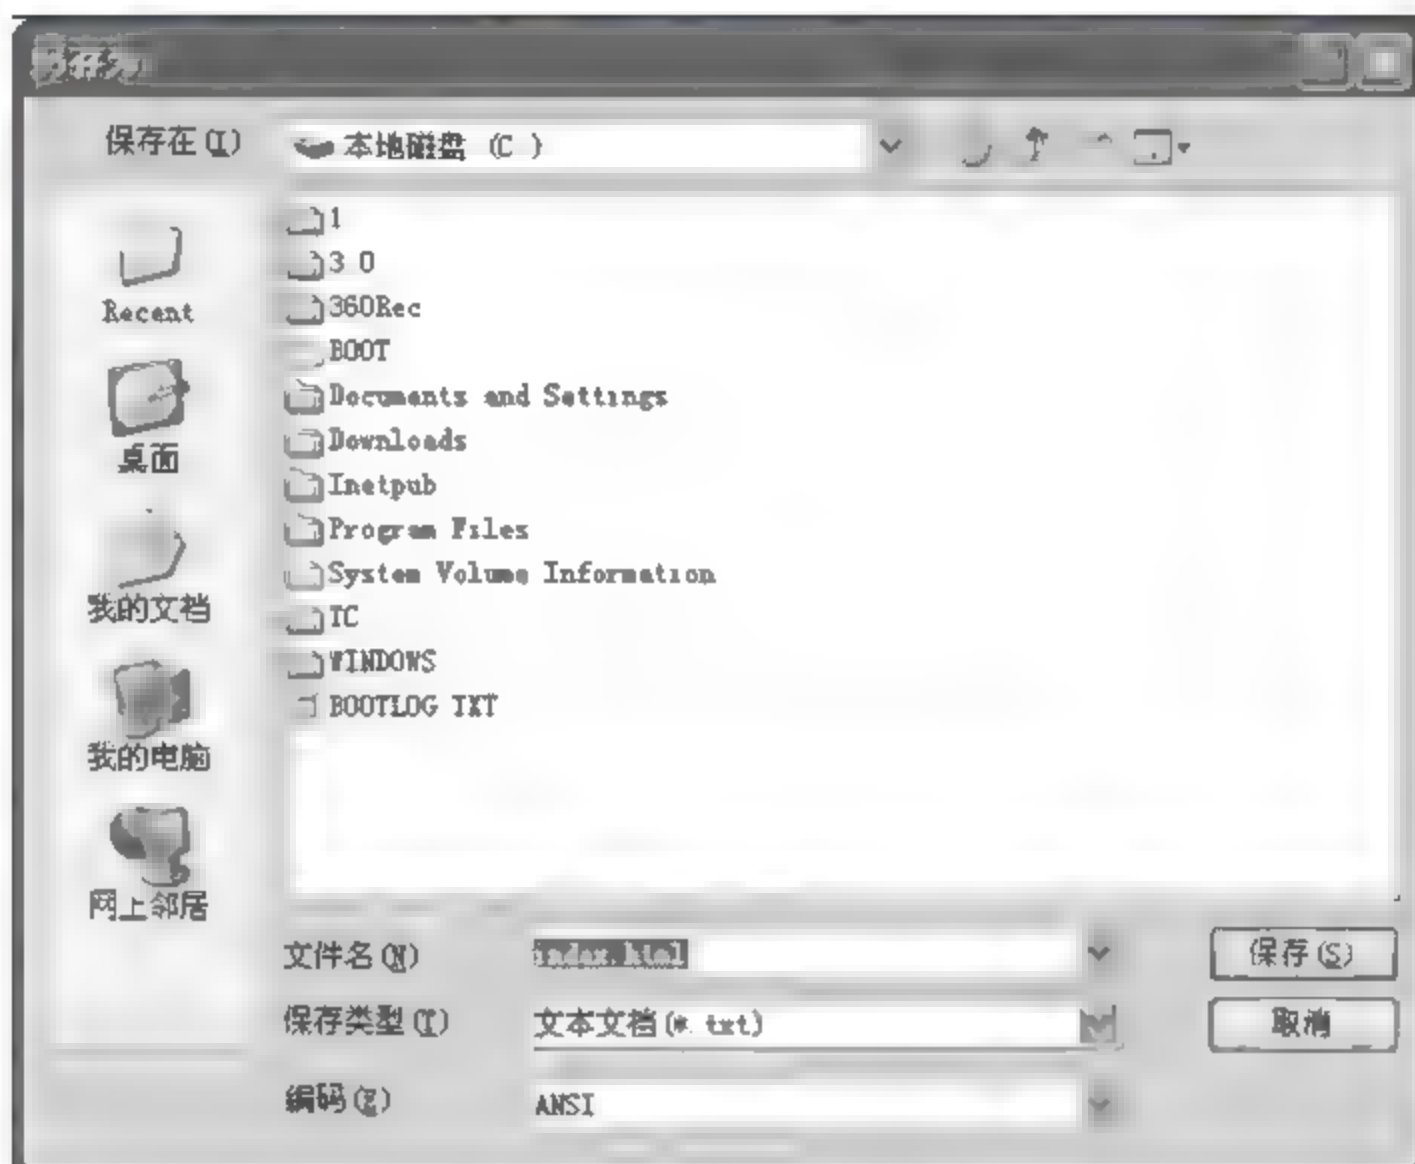 另存为
保存在(I)
本地磁盘 (C )
Recent
桌面
我的文档
我的电脑
网上邻居
1
3 0
360Rec
BOOT
Documents and Settings
Downloads
Inetpub
Program Files
System Volume Information
TC
WINDOWS
BOOTLOG TXT
文件名(N)
index.html
保存(S)
保存类型(T)
文本文档(*.txt)
取消
编码(E)
ANSI